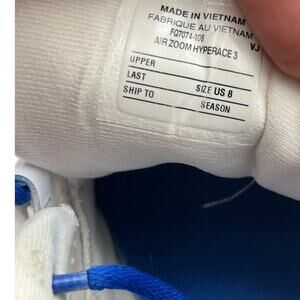 MADE IN VIETNAM
FABRIQUE AU VIETNAM
FQ7074-106
AIR ZOOM HYPERACE 3 VJ
UPPER
LAST SIZE US 8
SHIP TO SEASON